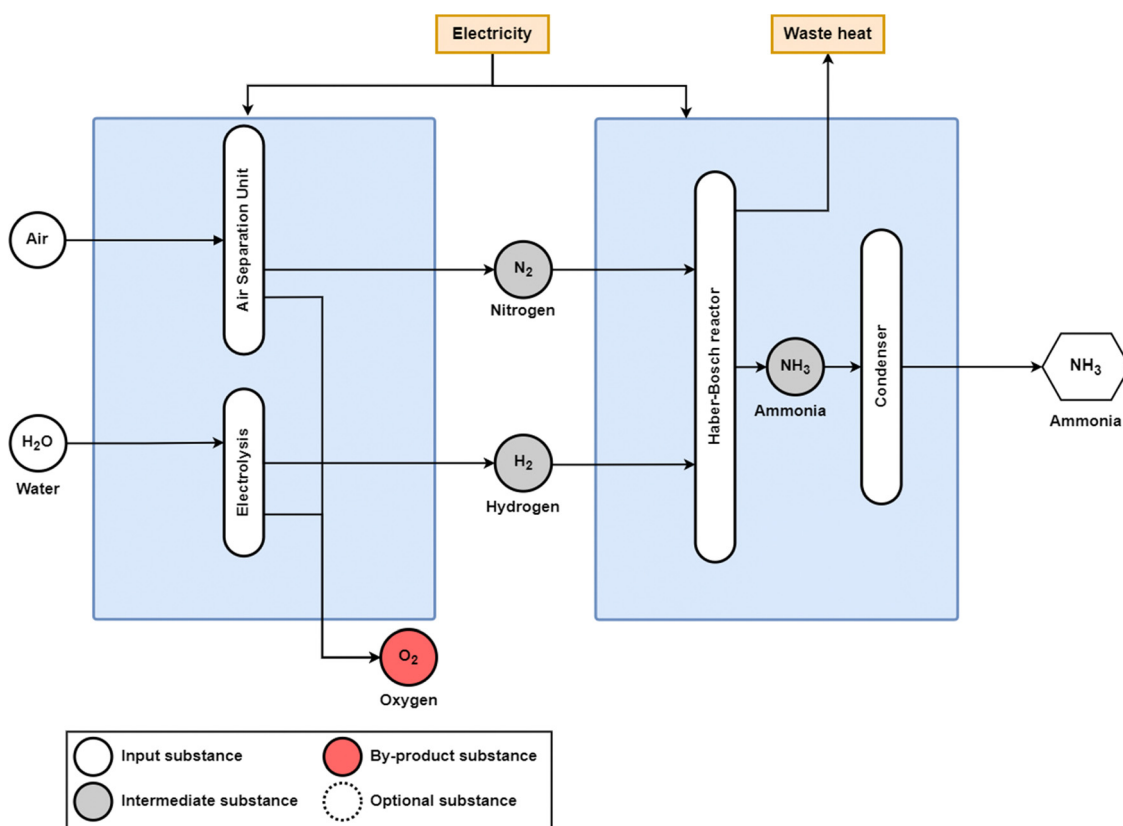 Electricity
Waste heat
Air Separation Unit
Air
N₂
Nitrogen
Haber-Bosch reactor
Condenser
NH₃
Ammonia
NH₃
Ammonia
H₂O
Water
Electrolysis
H₂
Hydrogen
O₂
Oxygen
Input substance
By-product substance
Intermediate substance
Optional substance